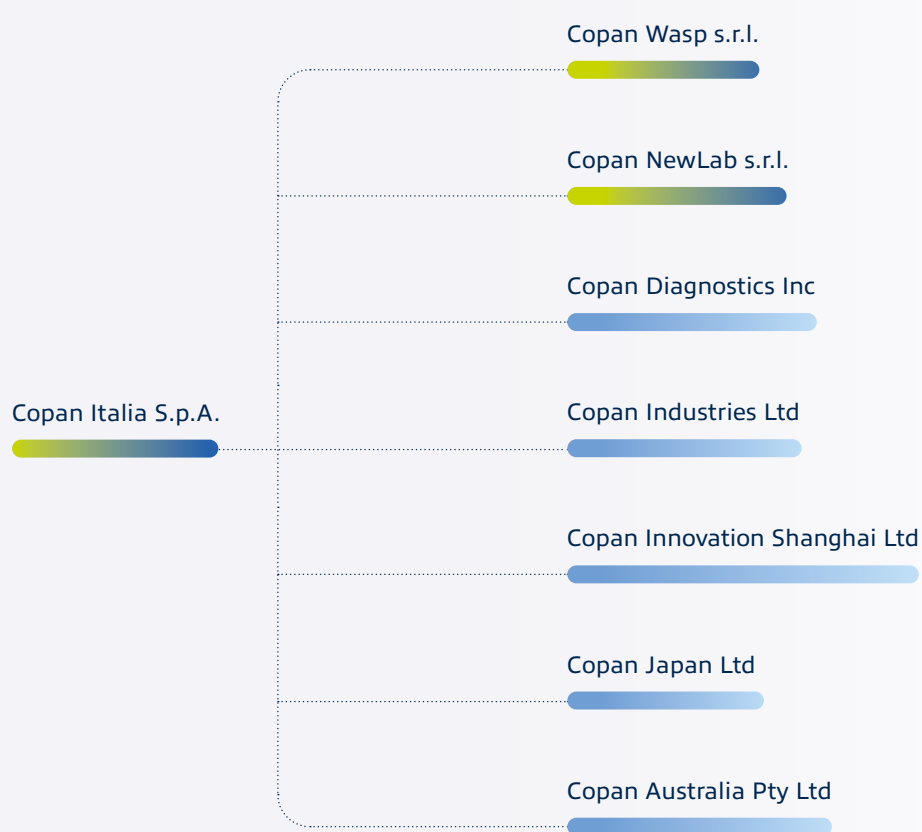 Copan Wasp s.r.l.
Copan NewLab s.r.l.
Copan Diagnostics Inc
Copan Italia S.p.A.
Copan Industries Ltd
Copan Innovation Shanghai Ltd
Copan Japan Ltd
Copan Australia Pty Ltd